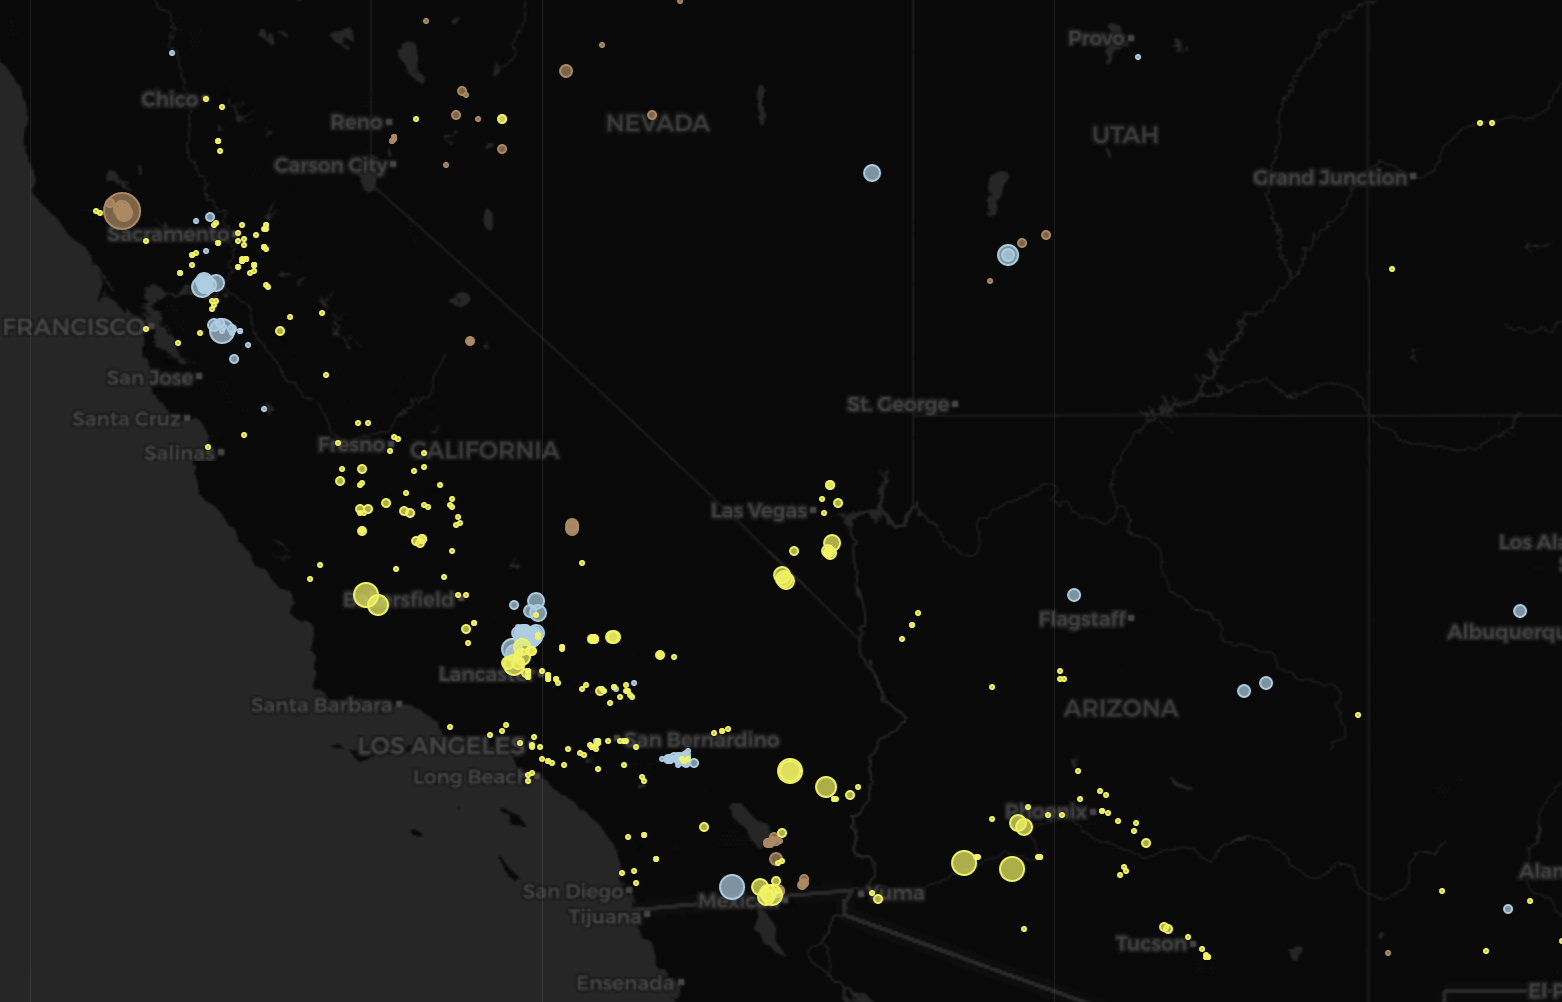 Provo
Chico
Reno
NEVADA
UTAH
Carson City
Grand Junction
Sacramento
FRANCISCO
San Jose
St. George
Santa Cruz
Fresno
CALIFORNIA
Salinas
Las Vegas
Los Ala
Bakersfield
Flagstaff
Albuquerqu
Lancaster
Santa Barbara
ARIZONA
LOS ANGELES
San Bernardino
Long Beach
Phoenix
Alam
San Diego
Mexicali
Yuma
Tijuana
Tucson
Ensenada
El P